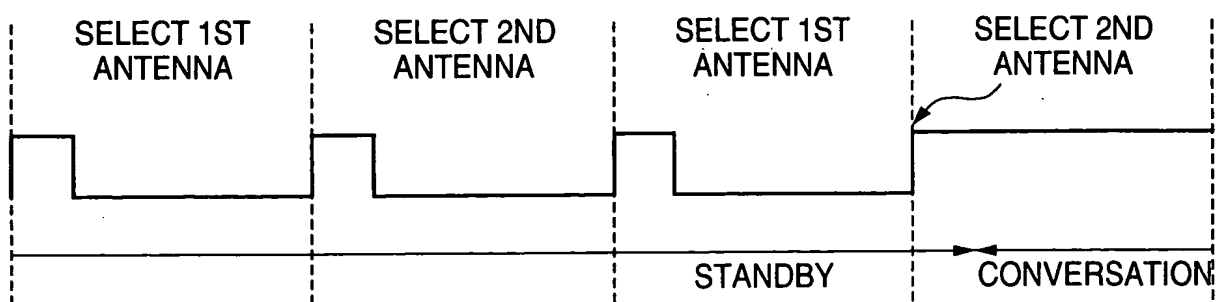 SELECT 1ST
ANTENNA
SELECT 2ND
ANTENNA
SELECT 1ST
ANTENNA
SELECT 2ND
ANTENNA
STANDBY
CONVERSATION